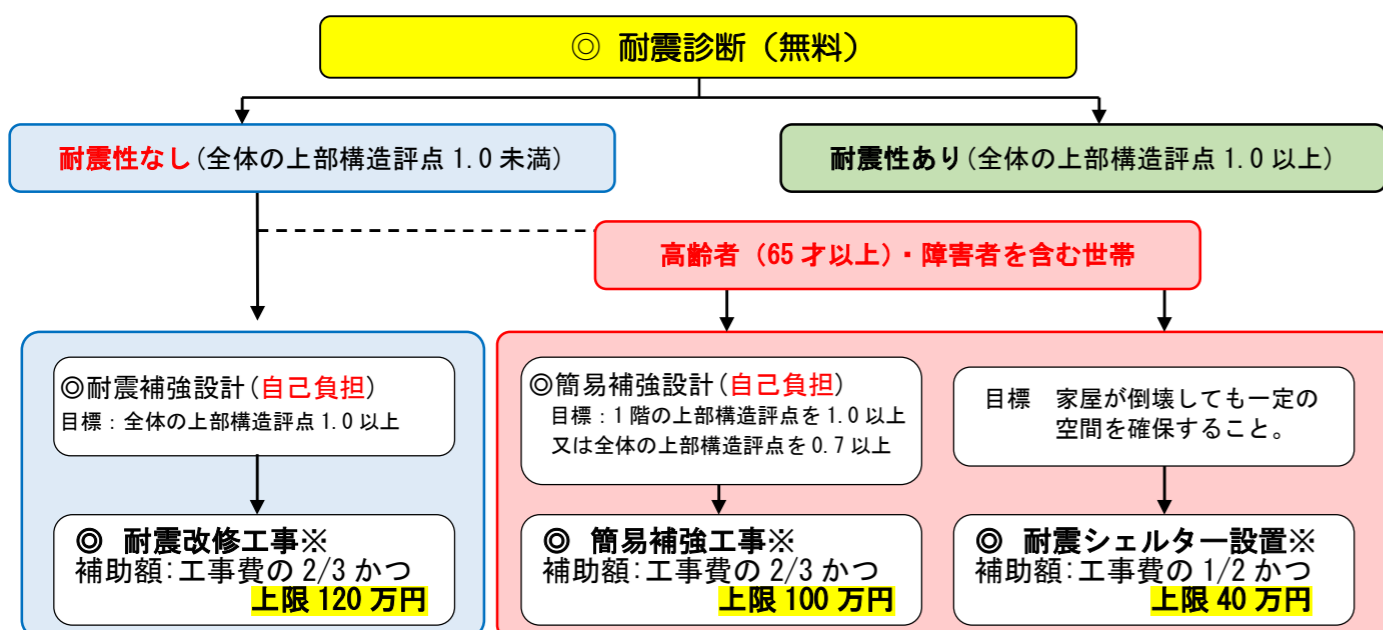 ◎ 耐震診断（無料）
耐震性なし(全体の上部構造評点 1.0 未満)
耐震性あり(全体の上部構造評点 1.0 以上)
高齢者（65 才以上）・障害者を含む世帯
◎耐震補強設計(自己負担)
目標：全体の上部構造評点 1.0 以上
◎ 耐震改修工事※
補助額:工事費の 2/3 かつ
上限 120 万円
◎簡易補強設計(自己負担)
目標：1 階の上部構造評点を 1.0 以上
又は全体の上部構造評点を 0.7 以上
◎ 簡易補強工事※
補助額:工事費の 2/3 かつ
上限 100 万円
目標　家屋が倒壊しても一定の
空間を確保すること。
◎ 耐震シェルター設置※
補助額:工事費の 1/2 かつ
上限 40 万円